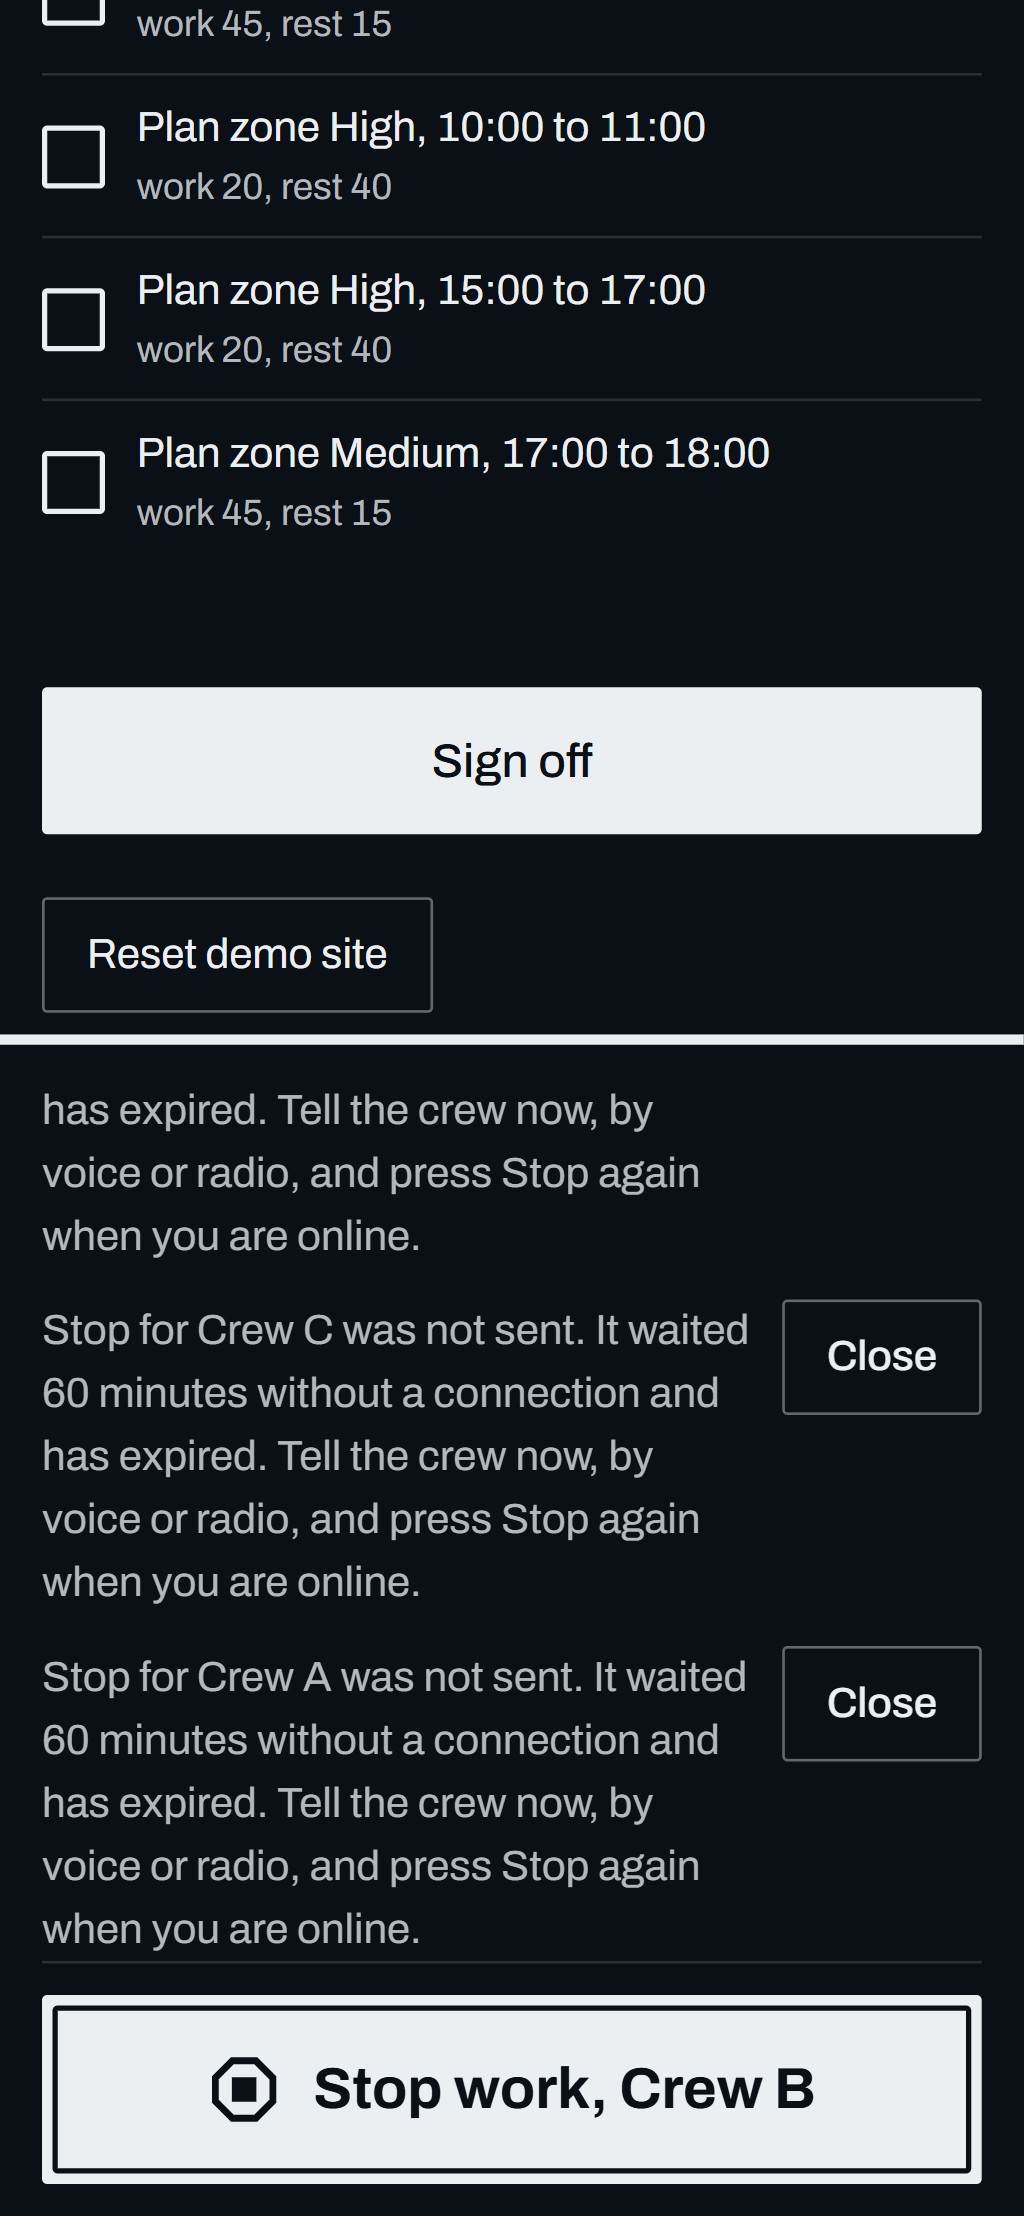 work 45, rest 15
Plan zone High, 10:00 to 11:00
work 20, rest 40
Plan zone High, 15:00 to 17:00
work 20, rest 40
Plan zone Medium, 17:00 to 18:00
work 45, rest 15
Sign off
Reset demo site
has expired. Tell the crew now, by
voice or radio, and press Stop again
when you are online.
Stop for Crew C was not sent. It waited
60 minutes without a connection and
has expired. Tell the crew now, by
voice or radio, and press Stop again
when you are online.
Close
Stop for Crew A was not sent. It waited
60 minutes without a connection and
has expired. Tell the crew now, by
voice or radio, and press Stop again
when you are online.
Close
Stop work, Crew B